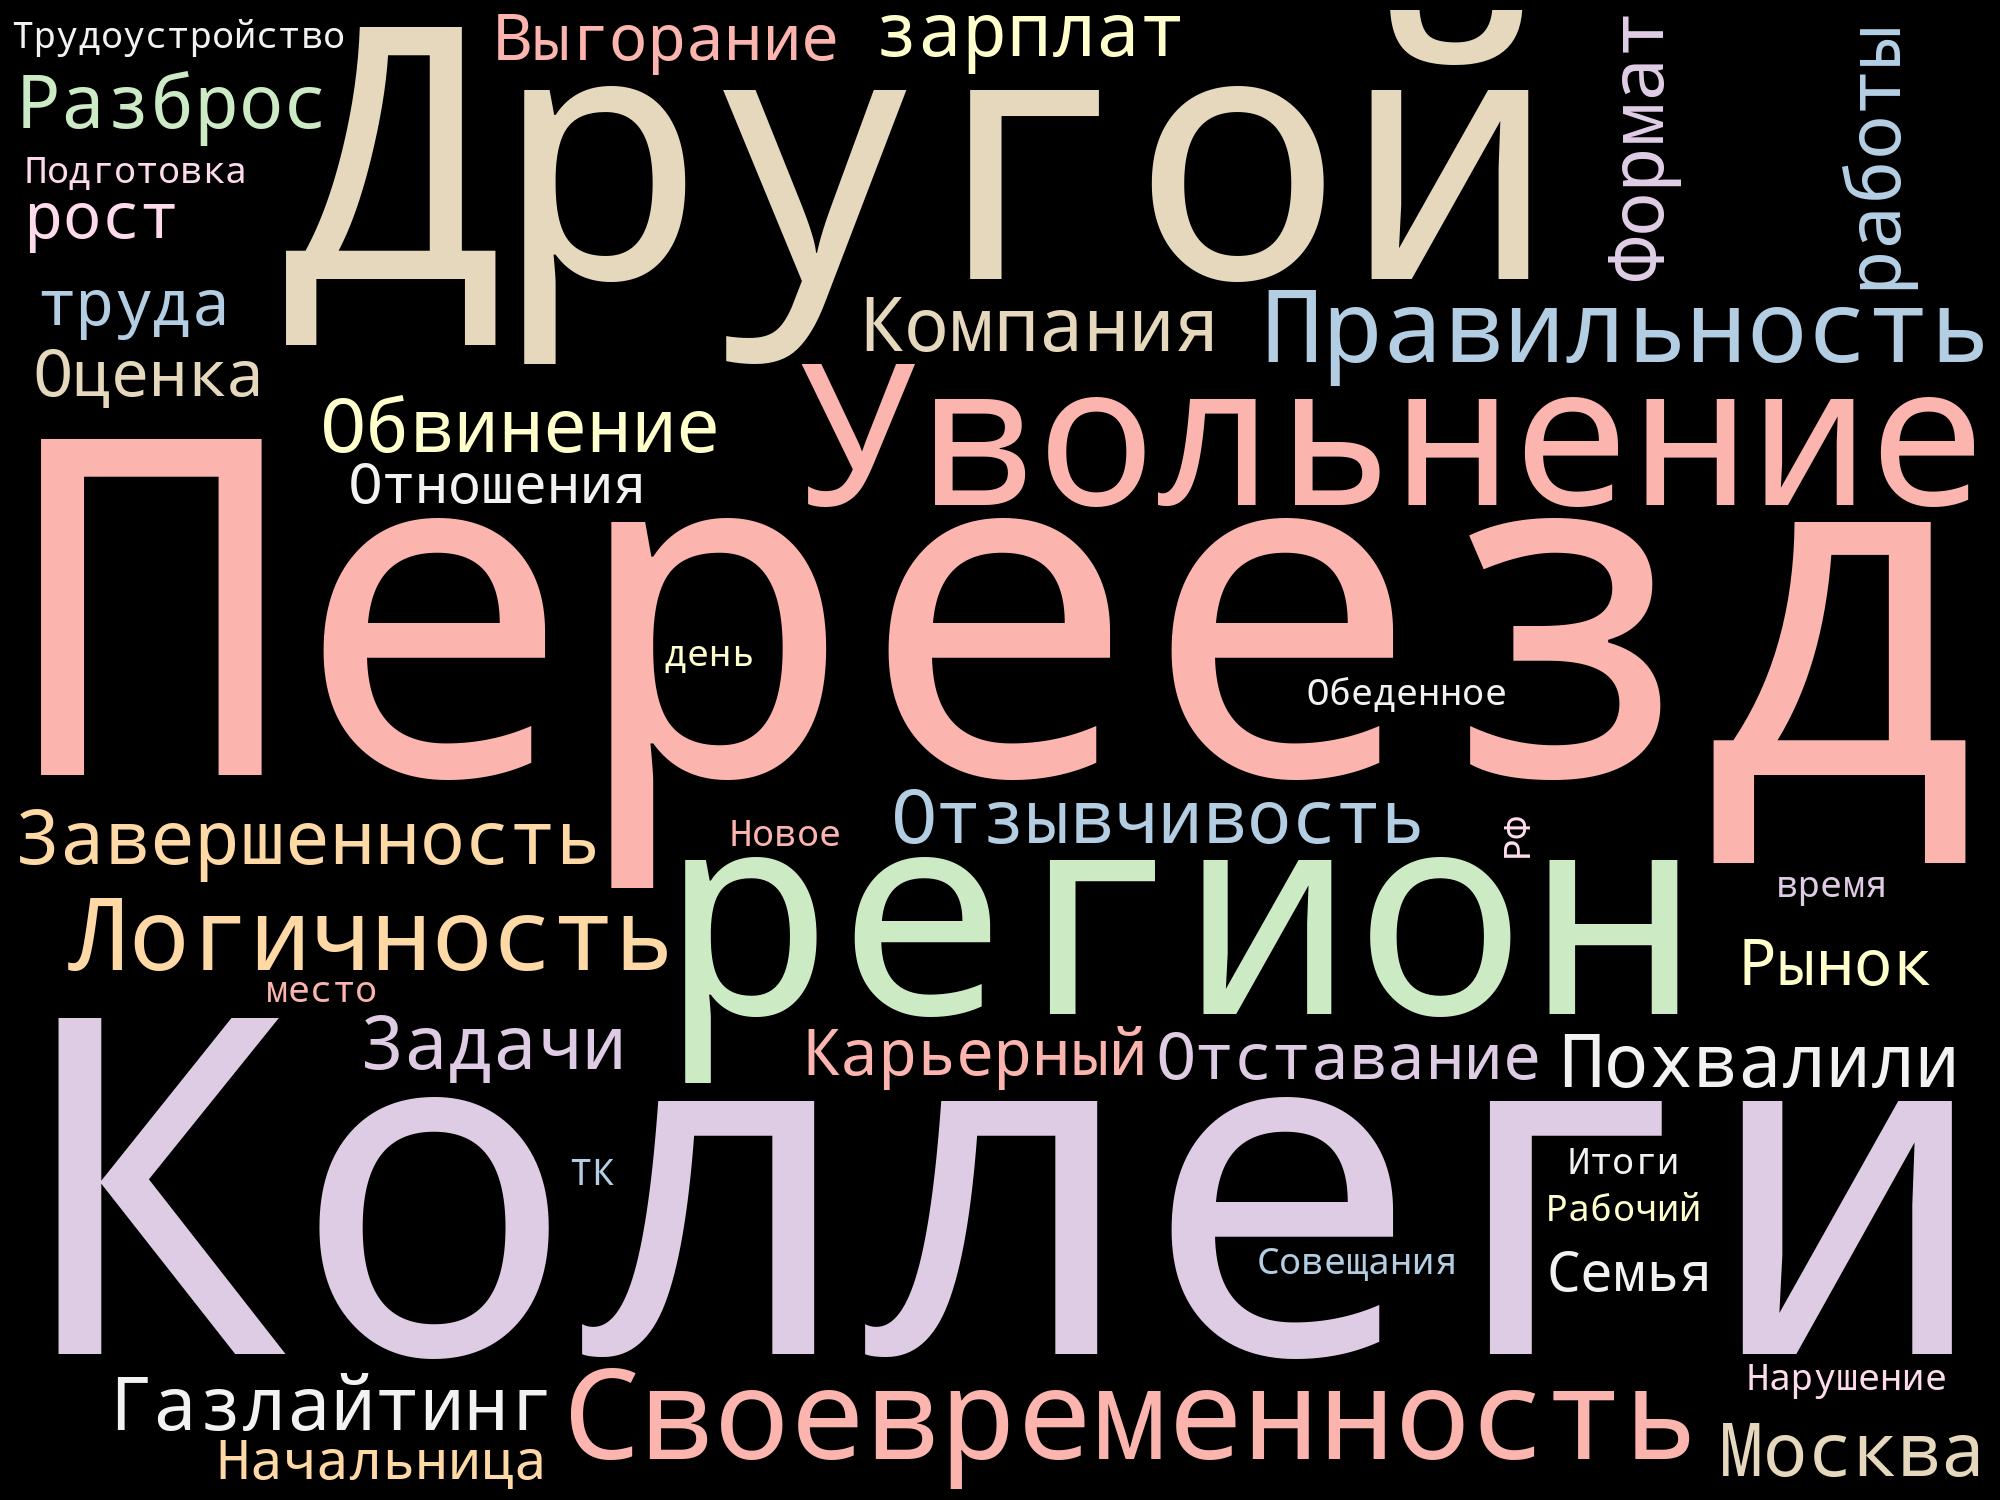 Трудоустройство
Выгорание
зарплат
Другой
Формат
работы
Разброс
Подготовка
рост
труда
Компания
Правильность
Оценка
Обвинение
Увольнение
Отношения
Переезд
день
Обеденное
Завершенность
Новое
Отзывчивость
РФ
регион
время
Логичность
Рынок
место
Задачи
Карьерный
Отставание
Похвалили
Коллеги
ТК
Итоги
Рабочий
Совещания
Семья
Газлайтинг
Своевременность
Нарушение
Начальница
Москва